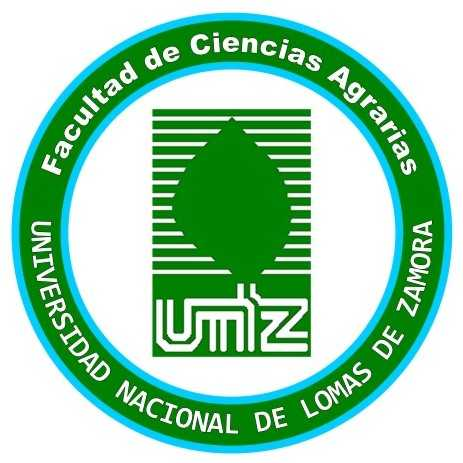 Facultad de Ciencias Agrarias
UNLZ
UNIVERSIDAD NACIONAL DE LOMAS DE ZAMORA